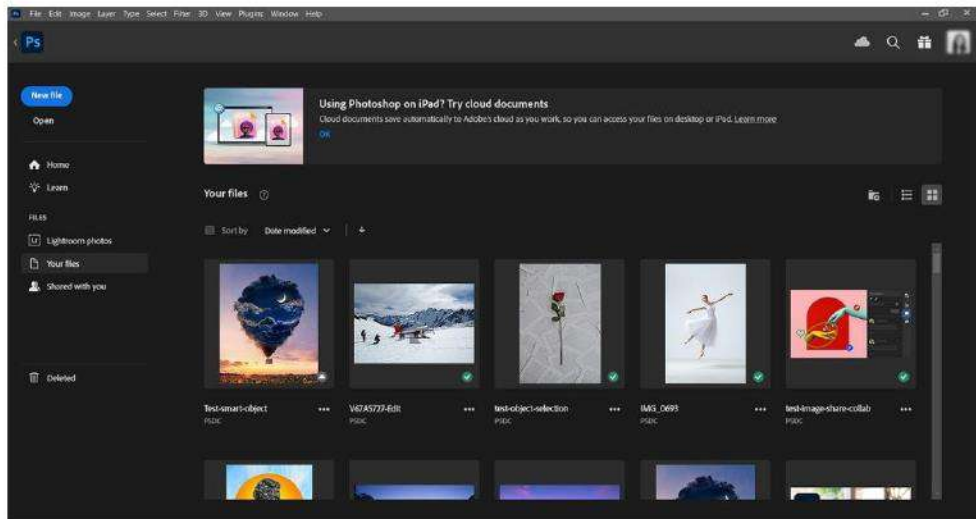 Ps File Edit Image Layer Type Select Filter 3D View Plugins Window Help
Ps
New file
Open
Home
Learn
FILES
Lr Lightroom photos
Your files
Shared with you
Deleted
Using Photoshop on iPad? Try cloud documents
Cloud documents save automatically to Adobe's cloud as you work, so you can access your files on desktop or iPad. Learn more
OK
Your files
Sort by Date modified
Test-smart-object
PSDC
V67A5727-Edit
PSDC
test-object-selection
PSDC
IMG_0693
PSDC
test-image-share-collab
PSDC